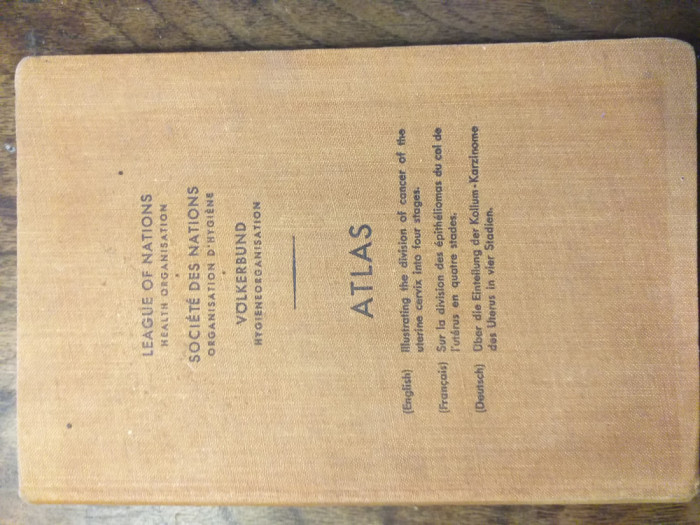 LEAGUE OF NATIONS
HEALTH ORGANISATION
SOCIÉTÉ DES NATIONS
ORGANISATION D'HYGIÈNE
VÖLKERBUND
HYGIENEORGANISATION
ATLAS
(English) Illustrating the division of cancer of the
uterine cervix into four stages.
(Français) Sur la division des épithéliomas du col de
l'utérus en quatre stades.
(Deutsch) Über die Einteilung der Kollum-Karzinome
des Uterus in vier Stadien.